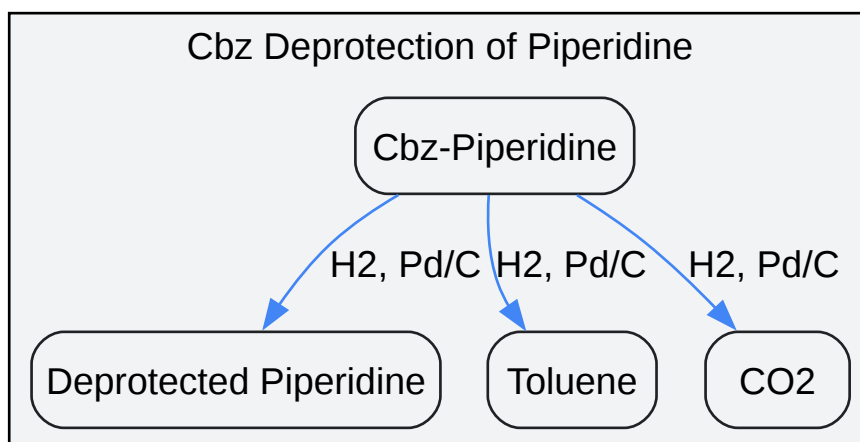 Cbz Deprotection of Piperidine
Cbz-Piperidine
H2, Pd/C H2, Pd/C H2, Pd/C
Deprotected Piperidine Toluene CO2